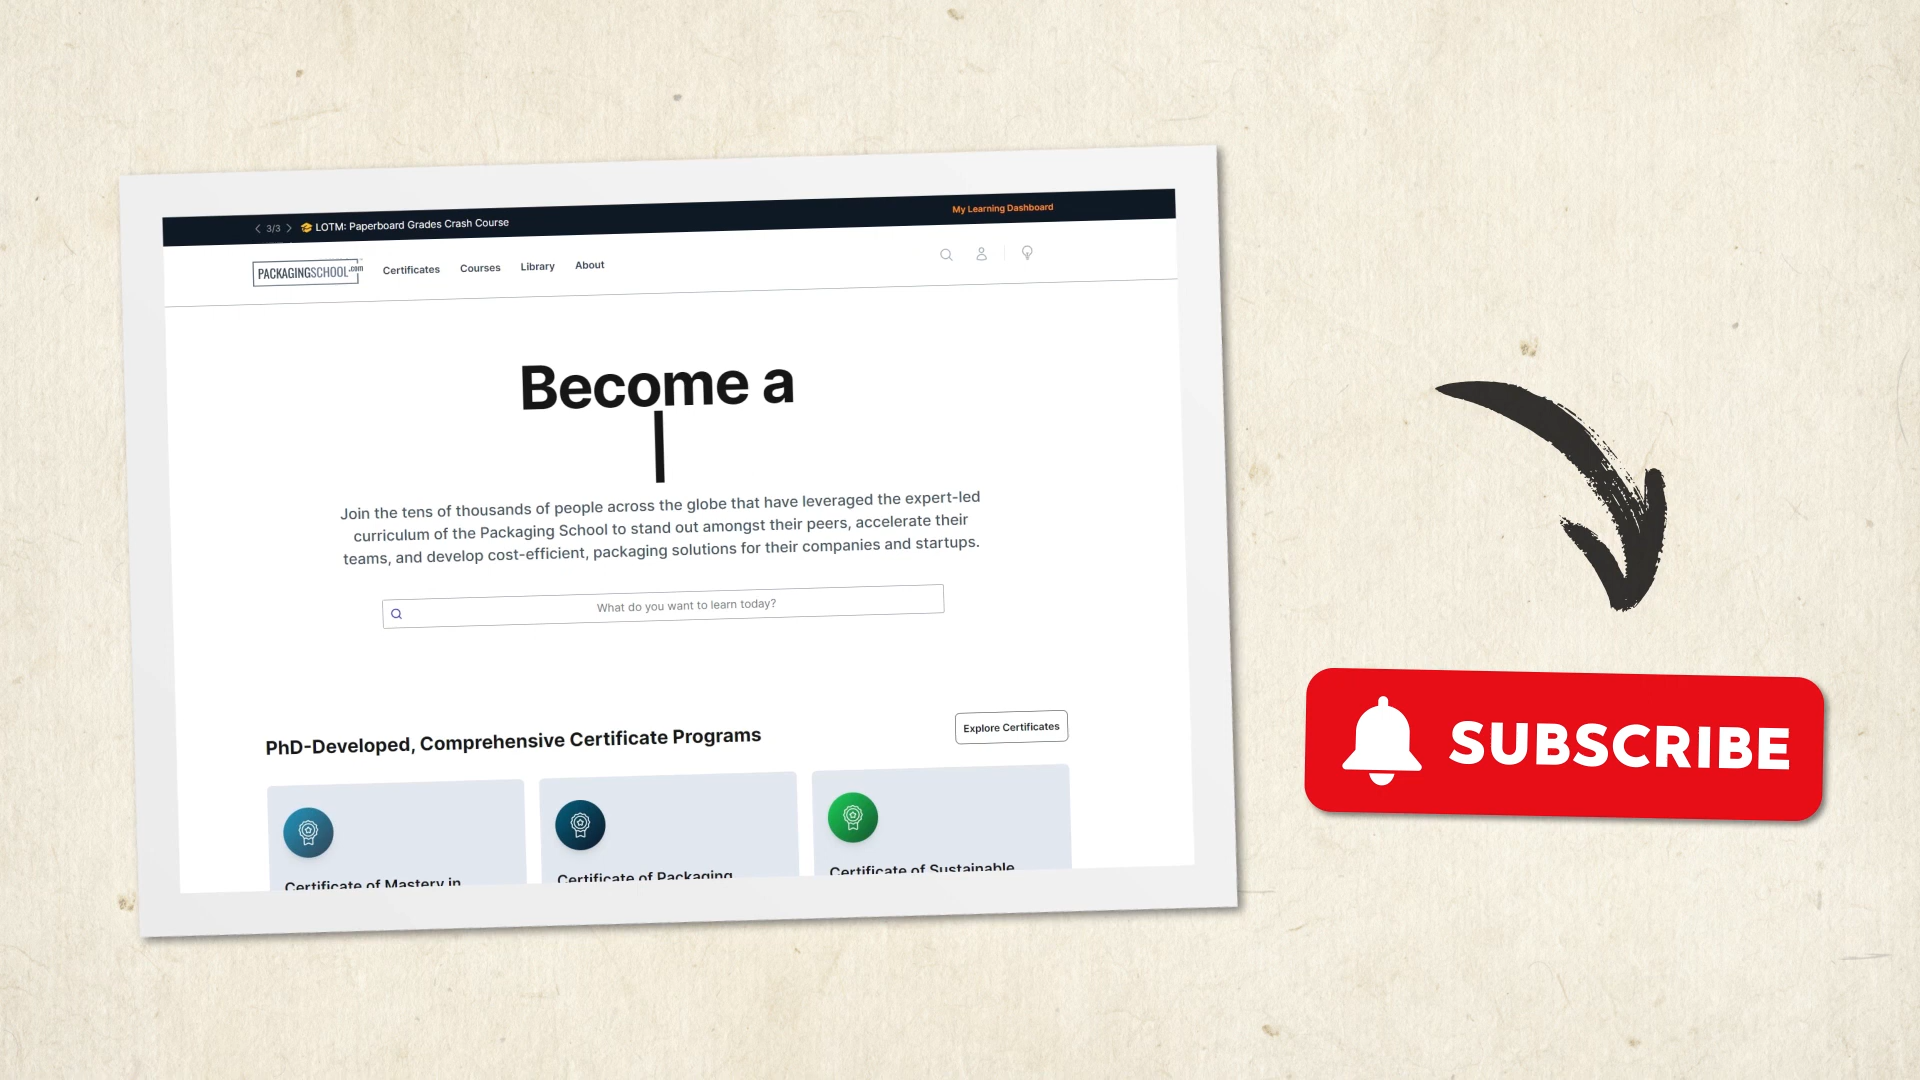 3/3 LOTM: Paperboard Grades Crash Course
My Learning Dashboard
PACKAGINGSCHOOL.com
Certificates
Courses
Library
About
Become a
Join the tens of thousands of people across the globe that have leveraged the expert-led
curriculum of the Packaging School to stand out amongst their peers, accelerate their
teams, and develop cost-efficient, packaging solutions for their companies and startups.
What do you want to learn today?
PhD-Developed, Comprehensive Certificate Programs
Explore Certificates
Certificate of Mastery in
Certificate of Packaging
Certificate of Sustainable
SUBSCRIBE